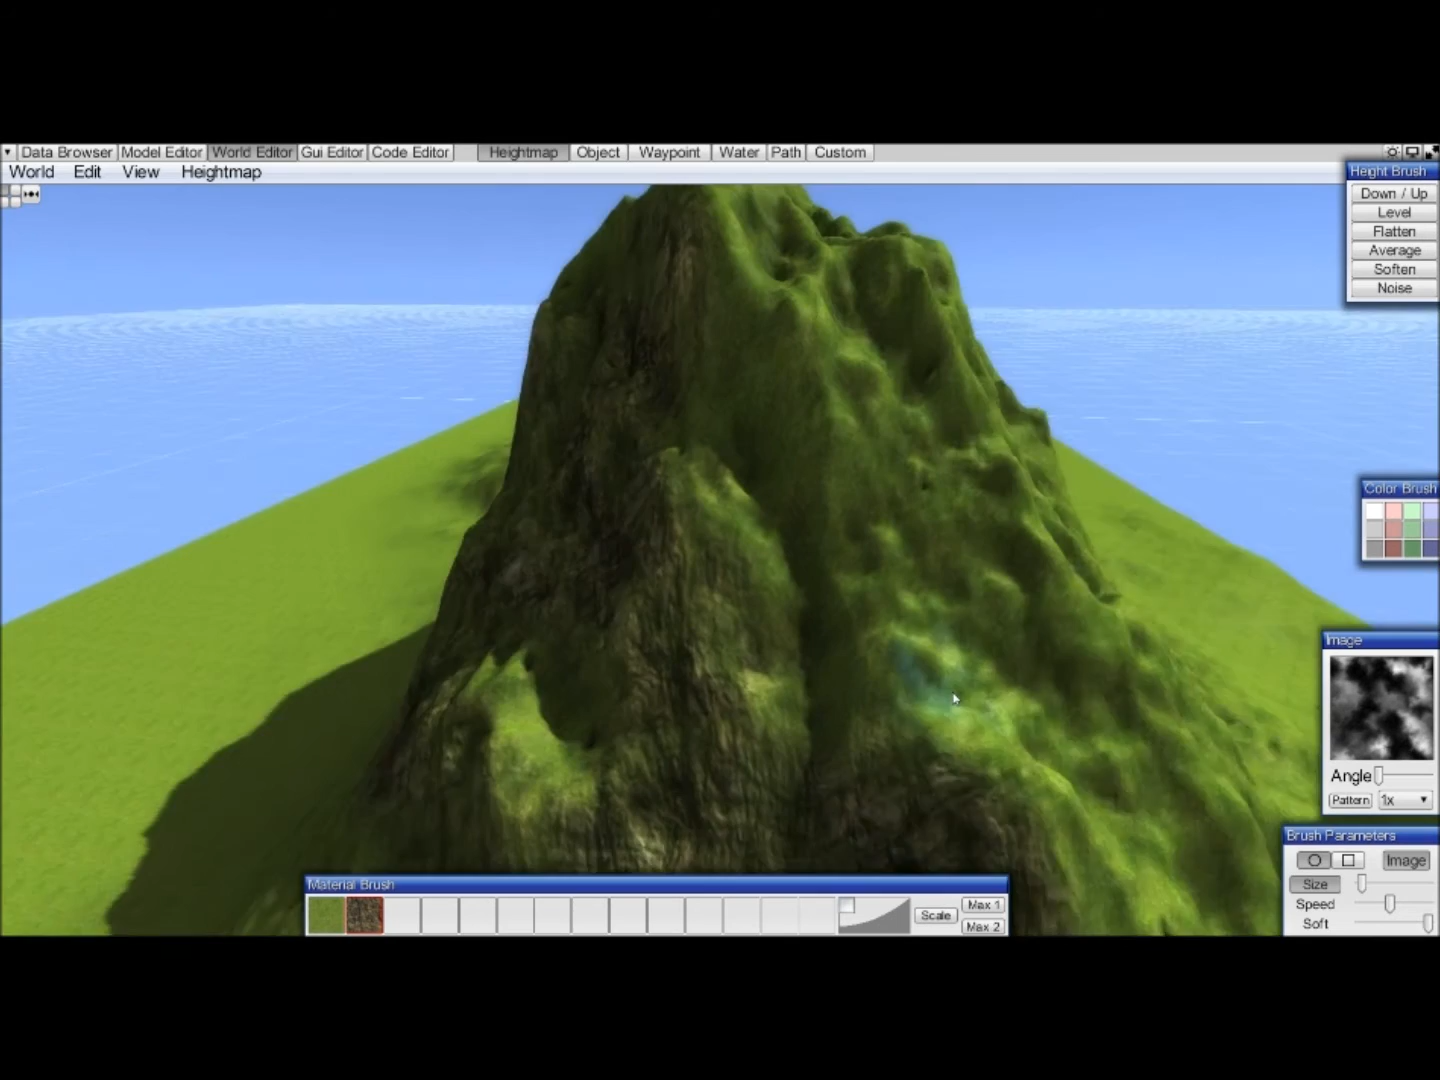 Data Browser Model Editor World Editor Gui Editor Code Editor Heightmap Object Waypoint Water Path Custom
World Edit View Heightmap
Height Brush
Down / Up
Level
Flatten
Average
Soften
Noise
Color Brush
Image
Angle
Pattern 1x
Brush Parameters
Image
Size
Speed
Soft
Material Brush
Scale
Max 1
Max 2